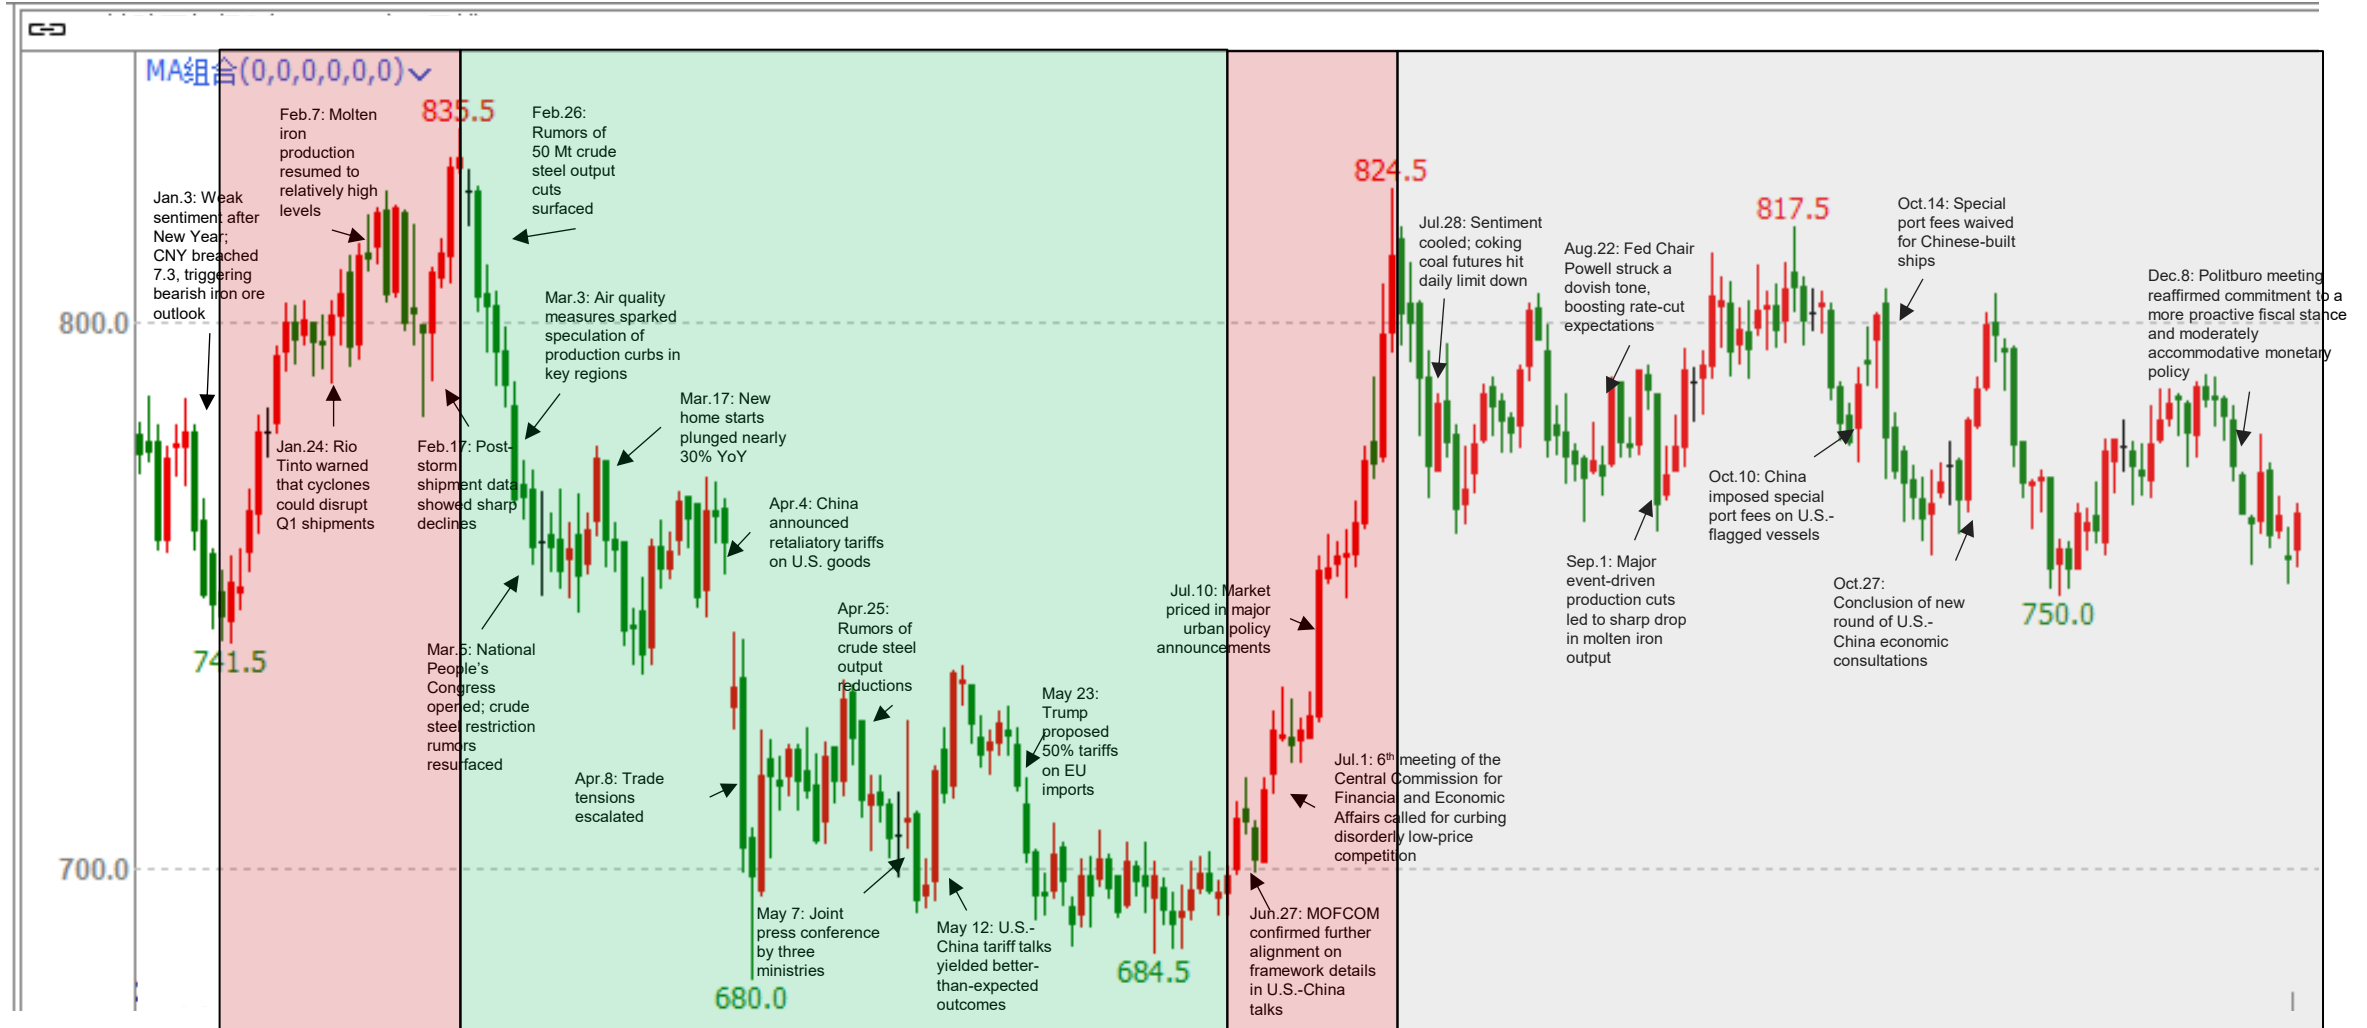 MA组合(0,0,0,0,0,0)
835.5
Feb.7: Molten
iron
production
resumed to
relatively high
levels
Feb.26:
Rumors of
50 Mt crude
steel output
cuts
surfaced
Jan.3: Weak
sentiment after
New Year;
CNY breached
7.3, triggering
bearish iron ore
outlook
800.0
Mar.3: Air quality
measures sparked
speculation of
production curbs in
key regions
Mar.17: New
home starts
plunged nearly
30% YoY
Jan.24: Rio
Tinto warned
that cyclones
could disrupt
Q1 shipments
Feb.17: Post-
storm
shipment data
showed sharp
declines
Apr.4: China
announced
retaliatory tariffs
on U.S. goods
741.5
Mar.5: National
People's
Congress
opened; crude
steel restriction
rumors
resurfaced
Apr.25:
Rumors of
crude steel
output
reductions
Apr.8: Trade
tensions
escalated
May 23:
Trump
proposed
50% tariffs
on EU
imports
700.0
May 7: Joint
press conference
by three
ministries
680.0
May 12: U.S.-
China tariff talks
yielded better-
than-expected
outcomes
684.5
Jul.10: Market
priced in major
urban policy
announcements
Jul.1: 6th meeting of the
Central Commission for
Financial and Economic
Affairs called for curbing
disorderly low-price
competition
Jun.27: MOFCOM
confirmed further
alignment on
framework details
in U.S.-China
talks
824.5
Jul.28: Sentiment
cooled; coking
coal futures hit
daily limit down
Aug.22: Fed Chair
Powell struck a
dovish tone,
boosting rate-cut
expectations
817.5
Oct.14: Special
port fees waived
for Chinese-built
ships
Dec.8: Politburo meeting
reaffirmed commitment to a
more proactive fiscal stance
and moderately
accommodative monetary
policy
Sep.1: Major
event-driven
production cuts
led to sharp drop
in molten iron
output
Oct.10: China
imposed special
port fees on U.S.-
flagged vessels
Oct.27:
Conclusion of new
round of U.S.-
China economic
consultations
750.0